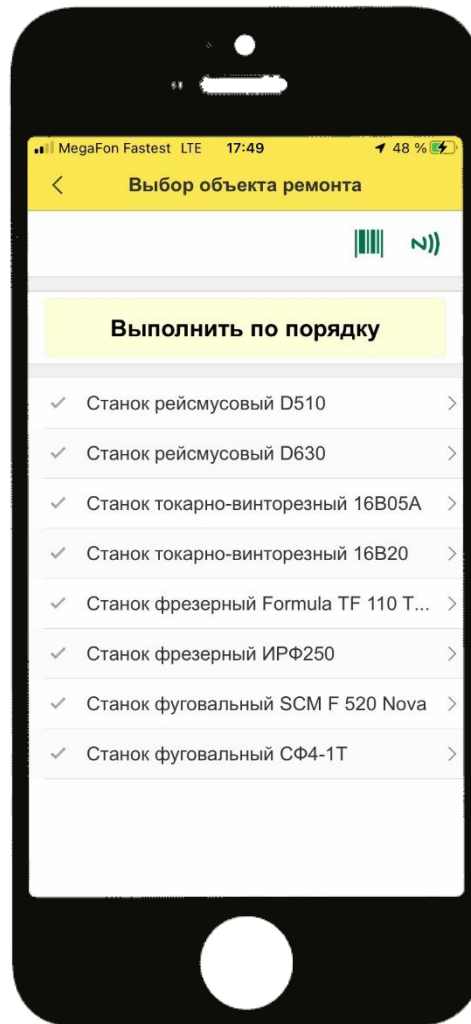 MegaFon Fastest LTE 17:49 48 %
Выбор объекта ремонта
Выполнить по порядку
Станок рейсмусовый D510
Станок рейсмусовый D630
Станок токарно-винторезный 16В05А
Станок токарно-винторезный 16В20
Станок фрезерный Formula TF 110 T...
Станок фрезерный ИРФ250
Станок фуговальный SCM F 520 Nova
Станок фуговальный СФ4-1Т